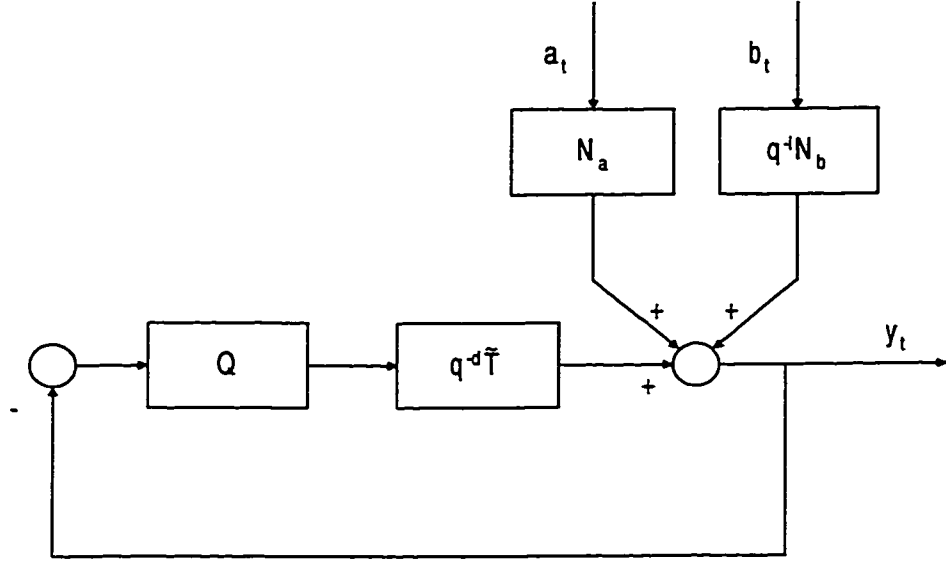 a_t b_t
N_a q^-l N_b
+ +
y_t
Q q^-d T̃
+
-